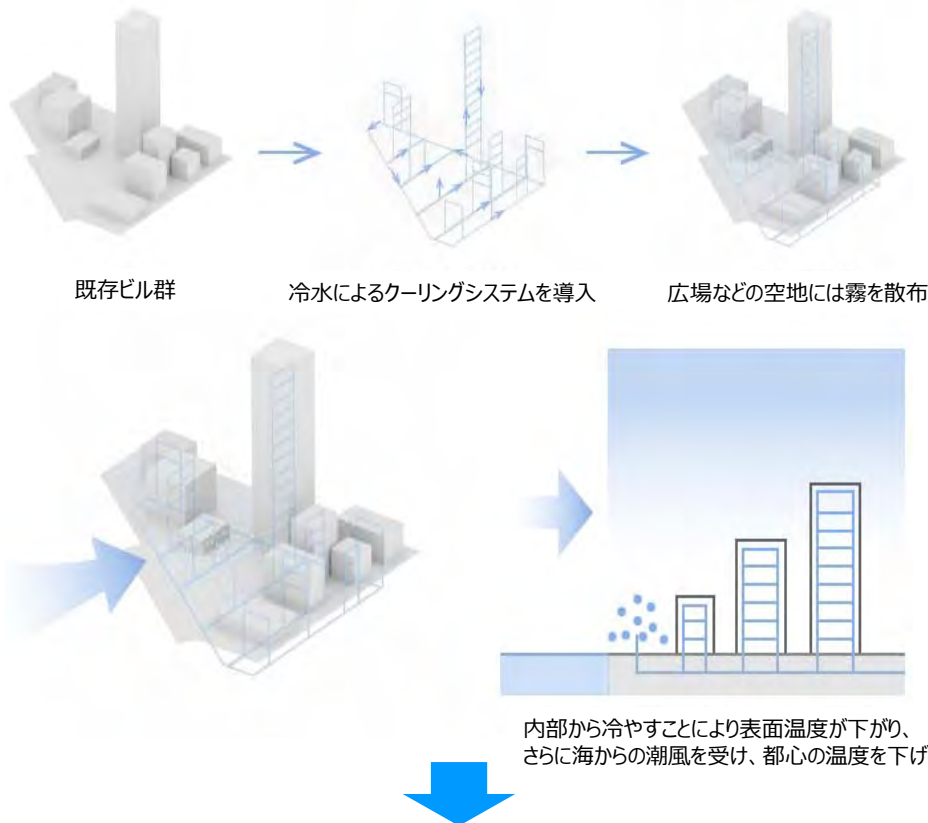 既存ビル群
冷水によるクーリングシステムを導入
広場などの空地には霧を散布
内部から冷やすことにより表面温度が下がり、
さらに海からの潮風を受け、都心の温度を下げ